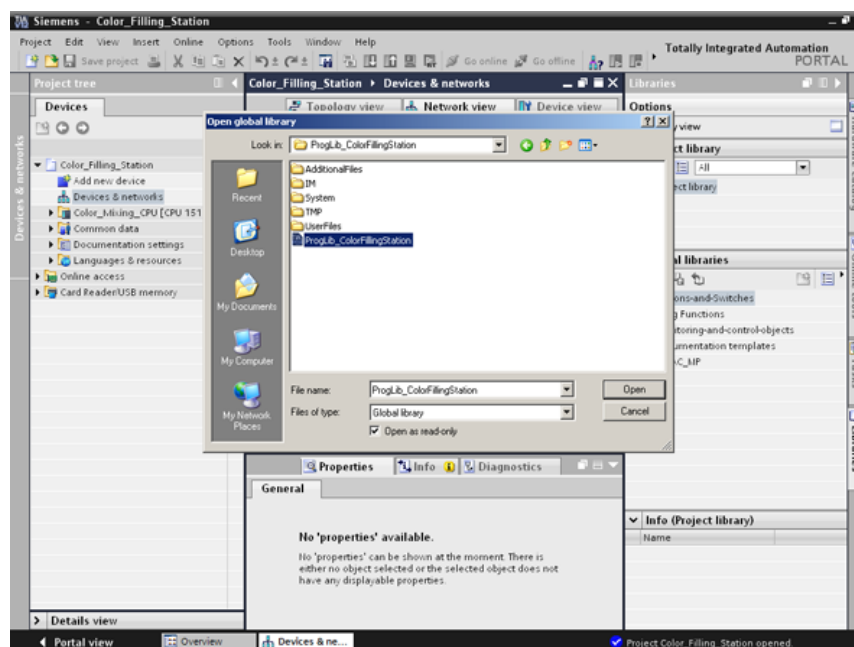 Siemens - Color_Filling_Station
Project Edit View Insert Online Options Tools Window Help
Save project
Go online
Go offline
Totally Integrated Automation
PORTAL
Project tree
Color_Filling_Station
Devices & networks
Libraries
Devices
Topology view
Network view
Device view
Options
Open global library
y view
Look in:
ProgLib_ColorFillingStation
ct library
All
ect library
Color_Filling_Station
Add new device
Devices & networks
Color_Mixing_CPU [CPU 151
Common data
Documentation settings
Languages & resources
Online access
Card Reader/USB memory
Devices & networks
Recent
Desktop
My Documents
My Computer
My Network
Places
AdditionalFiles
IM
System
TMP
UserFiles
ProgLib_ColorFillingStation
File name:
ProgLib_ColorFillingStation
Open
Files of type:
Global library
Cancel
Open as read-only
al libraries
ons-and-Switches
g Functions
itoring-and-control-objects
umentation templates
AC_MP
Properties
Info
Diagnostics
General
No 'properties' available.
No 'properties' can be shown at the moment. There is
either no object selected or the selected object does not
have any displayable properties.
Info (Project library)
Name
Details view
Portal view
Overview
Devices & ne...
Project Color_Filling_Station opened.